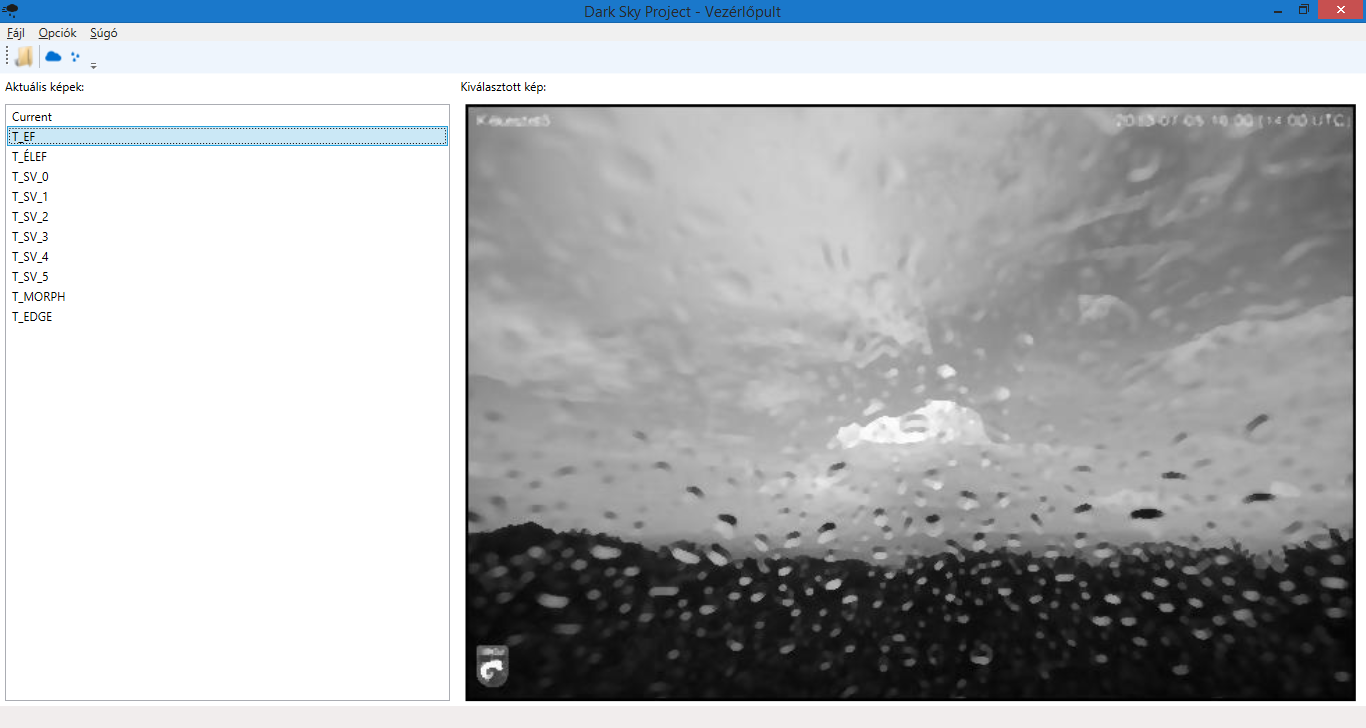 Dark Sky Project - Vezérlőpult
Fájl Opciók Súgó
Aktuális képek:
Kiválasztott kép:
Current
T_EF
T_ÉLEF
T_SV_0
T_SV_1
T_SV_2
T_SV_3
T_SV_4
T_SV_5
T_MORPH
T_EDGE
Kékestető
(14:00 UTC)